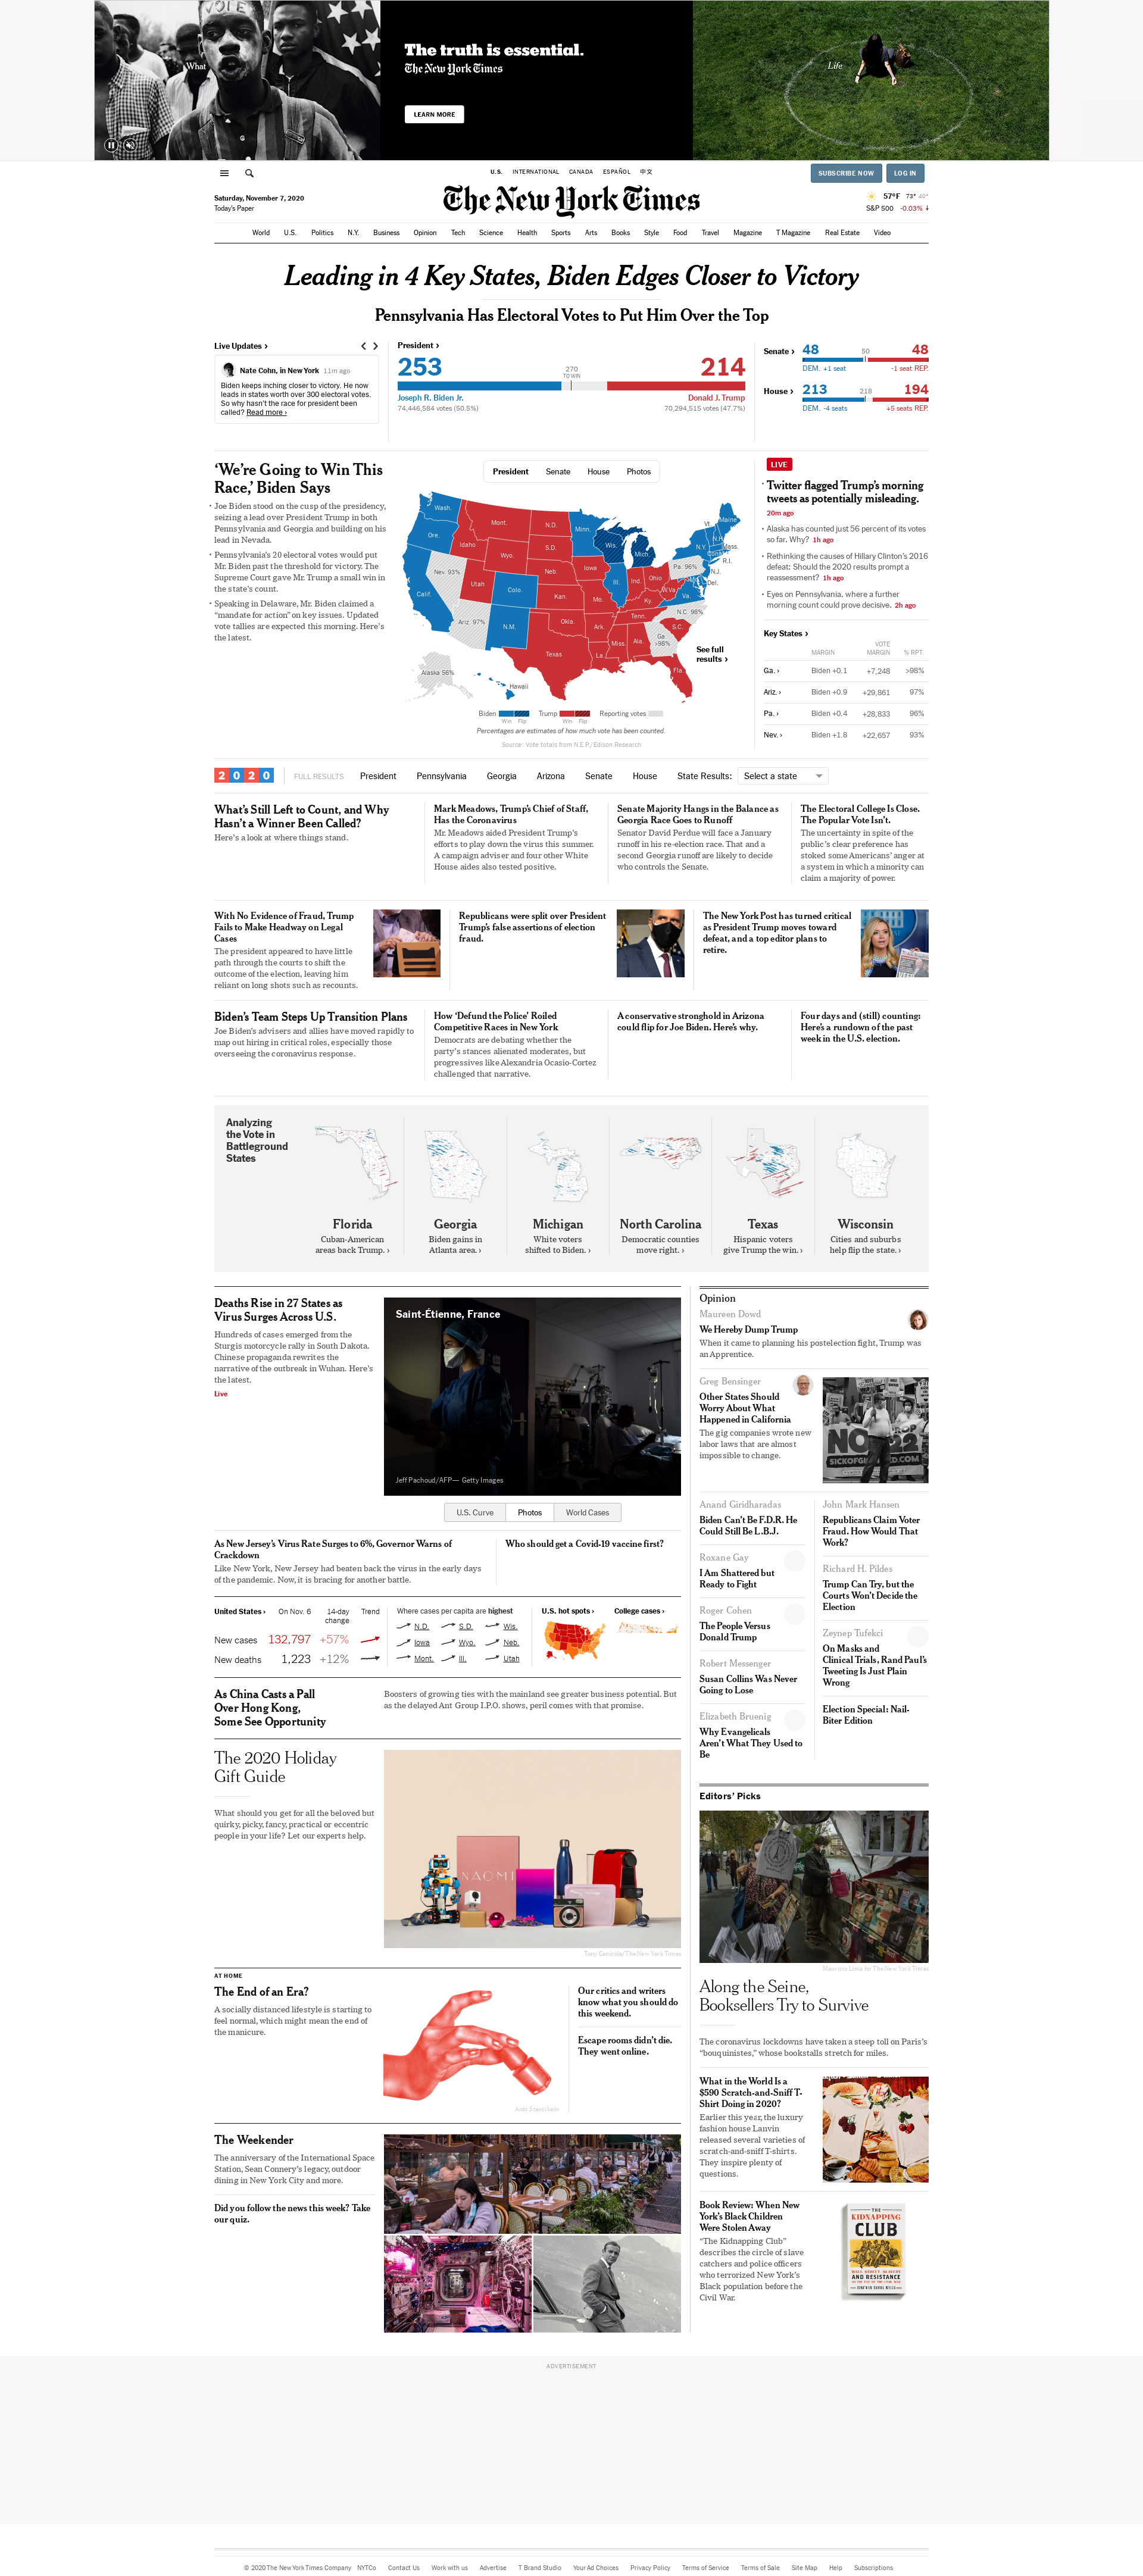 What
The truth is essential.
The New York Times
LEARN MORE
Life
U.S. INTERNATIONAL CANADA ESPAÑOL 中文
SUBSCRIBE NOW LOG IN
Saturday, November 7, 2020
Today's Paper
The New York Times
57°F 73° 40°
S&P 500 -0.03% ↓
World U.S. Politics N.Y. Business Opinion Tech Science Health Sports Arts Books Style Food Travel Magazine T Magazine Real Estate Video
Leading in 4 Key States, Biden Edges Closer to Victory
Pennsylvania Has Electoral Votes to Put Him Over the Top
Live Updates ›
Nate Cohn, in New York 11m ago
Biden keeps inching closer to victory. He now
leads in states worth over 300 electoral votes.
So why hasn't the race for president been
called? Read more ›
President ›
253
270
TO WIN
214
Joseph R. Biden Jr.
Donald J. Trump
74,446,584 votes (50.5%)
70,294,515 votes (47.7%)
Senate ›
48 50 48
DEM. +1 seat -1 seat REP.
House ›
213 218 194
DEM. -4 seats +5 seats REP.
‘We’re Going to Win This
Race,’ Biden Says
• Joe Biden stood on the cusp of the presidency,
seizing a lead over President Trump in both
Pennsylvania and Georgia and holding on his
lead in Nevada.
• Pennsylvania's 20 electoral votes would put
Mr. Biden past the threshold for victory. The
Supreme Court gave Mr. Trump a small win in
the state's count.
• Speaking in Delaware, Mr. Biden claimed a
“mandate for action” on key issues. Updated
vote tallies are expected this morning. Here's
the latest.
President Senate House Photos
Wash.
Ore.
Calif.
Nev. 93%
Idaho
Mont.
Wyo.
Utah
Colo.
Ariz. 97%
N.M.
N.D.
S.D.
Neb.
Kan.
Okla.
Texas
Minn.
Iowa
Mo.
Ark.
La.
Wis.
Ill.
Mich.
Ind.
Ohio
Ky.
Tenn.
Miss.
Ala.
Ga.
>98%
Fla.
S.C.
N.C. 98%
Va.
W.Va.
Pa. 96%
N.Y.
Vt.
N.H.
Maine
Mass.
R.I.
Conn.
N.J.
Del.
Alaska 56%
Hawaii
See full
results ›
Biden Trump Reporting votes
Win Flip Win Flip
Percentages are estimates of how much vote has been counted.
Source: Vote totals from N.E.P./Edison Research
LIVE
• Twitter flagged Trump’s morning
tweets as potentially misleading.
20m ago
• Alaska has counted just 56 percent of its votes
so far. Why? 1h ago
• Rethinking the causes of Hillary Clinton’s 2016
defeat: Should the 2020 results prompt a
reassessment? 1h ago
• Eyes on Pennsylvania, where a further
morning count could prove decisive. 2h ago
Key States ›
MARGIN VOTE MARGIN % RPT.
Ga. › Biden +0.1 +7,248 >98%
Ariz. › Biden +0.9 +29,861 97%
Pa. › Biden +0.4 +28,833 96%
Nev. › Biden +1.8 +22,657 93%
2020 FULL RESULTS President Pennsylvania Georgia Arizona Senate House State Results: Select a state
What’s Still Left to Count, and Why
Hasn’t a Winner Been Called?
Here’s a look at where things stand.
Mark Meadows, Trump’s Chief of Staff,
Has the Coronavirus
Mr. Meadows aided President Trump’s
efforts to play down the virus this summer.
A campaign adviser and four other White
House aides also tested positive.
Senate Majority Hangs in the Balance as
Georgia Race Goes to Runoff
Senator David Perdue will face a January
runoff in his re-election race. That and a
second Georgia runoff are likely to decide
who controls the Senate.
The Electoral College Is Close.
The Popular Vote Isn’t.
The uncertainty in spite of the
public’s clear preference has
stoked some Americans’ anger at
a system in which a minority can
claim a majority of power.
With No Evidence of Fraud, Trump
Fails to Make Headway on Legal
Cases
The president appeared to have little
path through the courts to shift the
outcome of the election, leaving him
reliant on long shots such as recounts.
Republicans were split over President
Trump’s false assertions of election
fraud.
The New York Post has turned critical
as President Trump moves toward
defeat, and a top editor plans to
retire.
Biden’s Team Steps Up Transition Plans
Joe Biden’s advisers and allies have moved rapidly to
map out hiring in critical roles, especially those
overseeing the coronavirus response.
How ‘Defund the Police’ Roiled
Competitive Races in New York
Democrats are debating whether the
party’s stances alienated moderates, but
progressives like Alexandria Ocasio-Cortez
challenged that narrative.
A conservative stronghold in Arizona
could flip for Joe Biden. Here’s why.
Four days and (still) counting:
Here’s a rundown of the past
week in the U.S. election.
Analyzing
the Vote in
Battleground
States
Florida
Cuban-American
areas back Trump. ›
Georgia
Biden gains in
Atlanta area. ›
Michigan
White voters
shifted to Biden. ›
North Carolina
Democratic counties
move right. ›
Texas
Hispanic voters
give Trump the win. ›
Wisconsin
Cities and suburbs
help flip the state. ›
Deaths Rise in 27 States as
Virus Surges Across U.S.
Hundreds of cases emerged from the
Sturgis motorcycle rally in South Dakota.
Chinese propaganda rewrites the
narrative of the outbreak in Wuhan. Here’s
the latest.
Live
Saint-Étienne, France
Jeff Pachoud/AFP— Getty Images
U.S. Curve Photos World Cases
As New Jersey’s Virus Rate Surges to 6%, Governor Warns of
Crackdown
Like New York, New Jersey had beaten back the virus in the early days
of the pandemic. Now, it is bracing for another battle.
Who should get a Covid-19 vaccine first?
United States › On Nov. 6 14-day change Trend
New cases 132,797 +57%
New deaths 1,223 +12%
Where cases per capita are highest
N.D. S.D. Wis.
Iowa Wyo. Neb.
Mont. Ill. Utah
U.S. hot spots ›
College cases ›
As China Casts a Pall
Over Hong Kong,
Some See Opportunity
Boosters of growing ties with the mainland see greater business potential. But
as the delayed Ant Group I.P.O. shows, peril comes with that promise.
The 2020 Holiday
Gift Guide
What should you get for all the beloved but
quirky, picky, fancy, practical or eccentric
people in your life? Let our experts help.
NAOMI
Tony Cenicola/The New York Times
AT HOME
The End of an Era?
A socially distanced lifestyle is starting to
feel normal, which might mean the end of
the manicure.
Our critics and writers
know what you should do
this weekend.
Escape rooms didn’t die.
They went online.
The Weekender
The anniversary of the International Space
Station, Sean Connery’s legacy, outdoor
dining in New York City and more.
Did you follow the news this week? Take
our quiz.
Opinion
Maureen Dowd
We Hereby Dump Trump
When it came to planning his postelection fight, Trump was
an Apprentice.
Greg Bensinger
Other States Should
Worry About What
Happened in California
The gig companies wrote new
labor laws that are almost
impossible to change.
NO
22
Anand Giridharadas
Biden Can’t Be F.D.R. He
Could Still Be L.B.J.
Roxane Gay
I Am Shattered but
Ready to Fight
Roger Cohen
The People Versus
Donald Trump
Robert Messenger
Susan Collins Was Never
Going to Lose
Elizabeth Bruenig
Why Evangelicals
Aren’t What They Used to
Be
John Mark Hansen
Republicans Claim Voter
Fraud. How Would That
Work?
Richard H. Pildes
Trump Can Try, but the
Courts Won’t Decide the
Election
Zeynep Tufekci
On Masks and
Clinical Trials, Rand Paul’s
Tweeting Is Just Plain
Wrong
Election Special: Nail-
Biter Edition
Editors’ Picks
Mauricio Lima for The New York Times
Along the Seine,
Booksellers Try to Survive
The coronavirus lockdowns have taken a steep toll on Paris’s
“bouquinistes,” whose bookstalls stretch for miles.
What in the World Is a
$590 Scratch-and-Sniff T-
Shirt Doing in 2020?
Earlier this year, the luxury
fashion house Lanvin
released several varieties of
scratch-and-sniff T-shirts.
They inspire plenty of
questions.
Book Review: When New
York’s Black Children
Were Stolen Away
“The Kidnapping Club”
describes the circle of slave
catchers and police officers
who terrorized New York’s
Black population before the
Civil War.
THE
KIDNAPPING
CLUB
AND RESISTANCE
ADVERTISEMENT
© 2020 The New York Times Company NYTCo Contact Us Work with us Advertise T Brand Studio Your Ad Choices Privacy Policy Terms of Service Terms of Sale Site Map Help Subscriptions